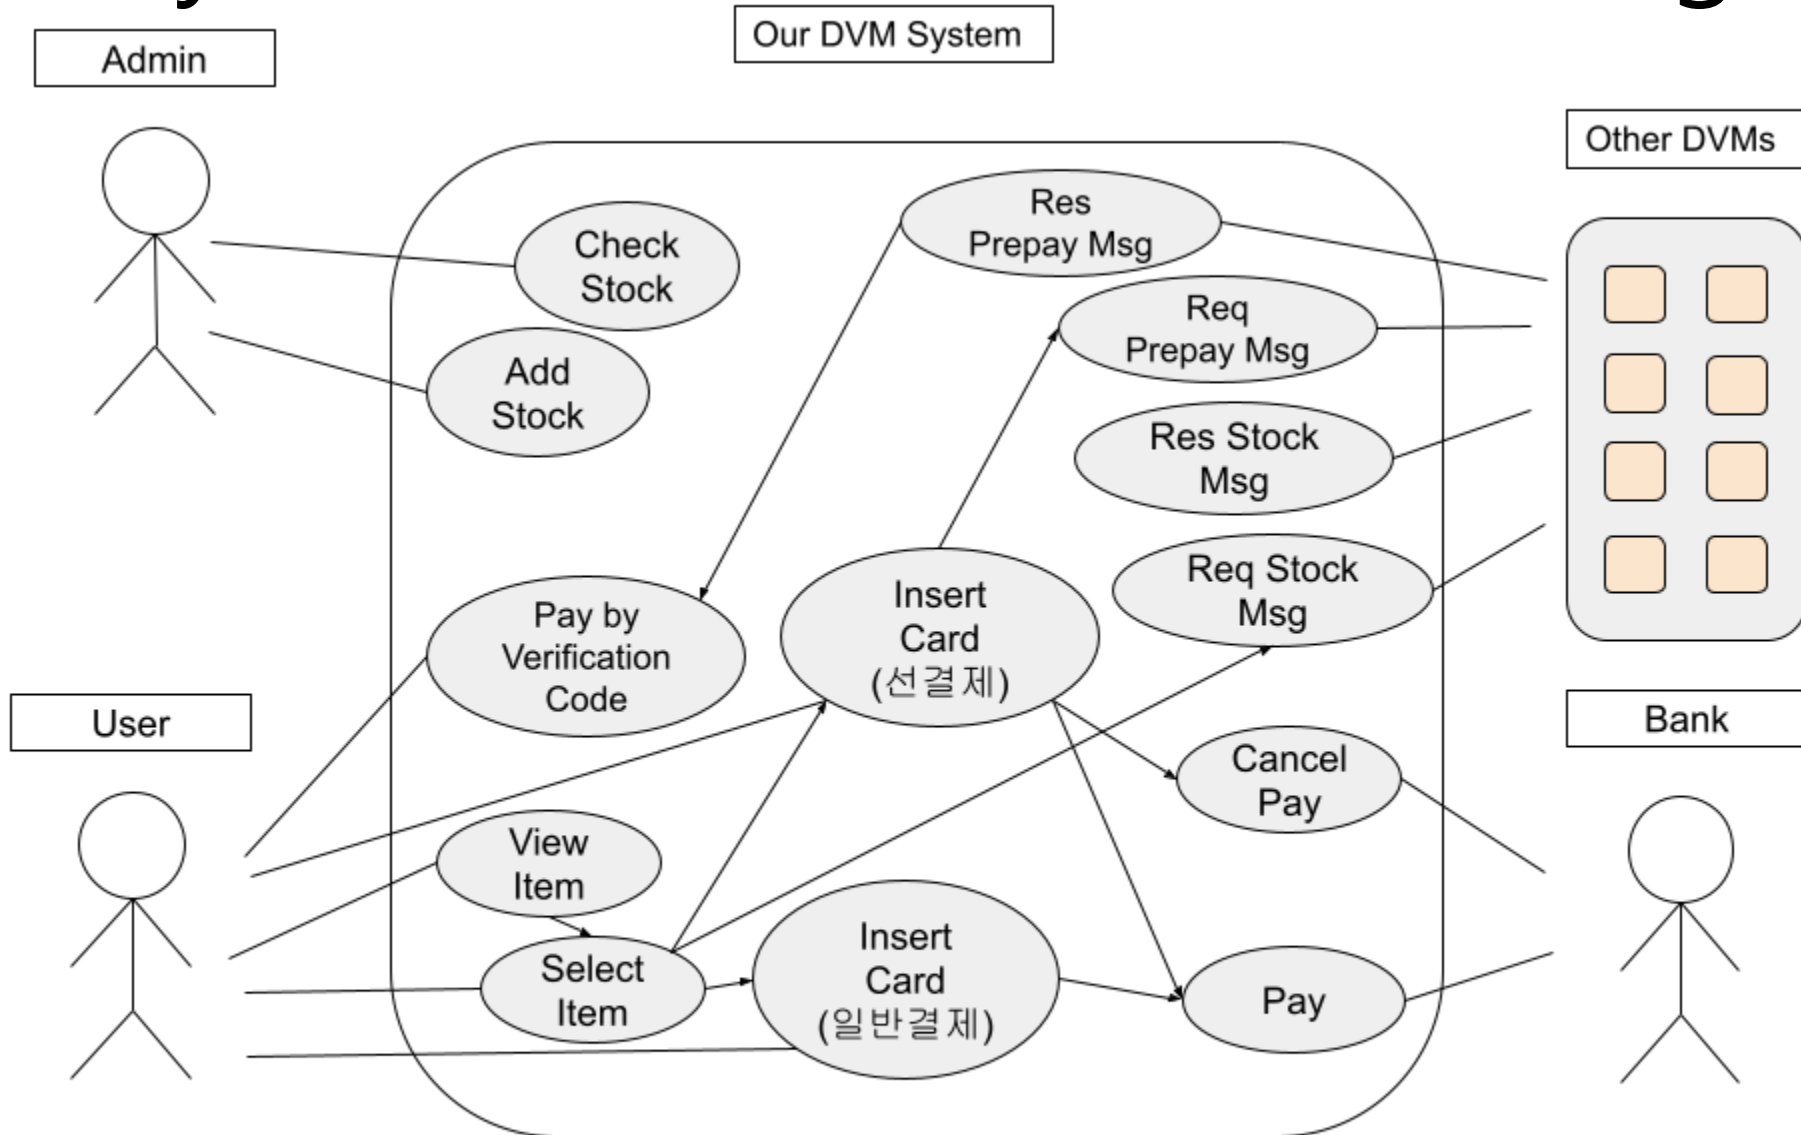 Our DVM System
Admin
Other DVMs
Res
Prepay Msg
Check
Stock
Req
Prepay Msg
Add
Stock
Res Stock
Msg
Req Stock
Msg
Insert
Card
(선결제)
Pay by
Verification
Code
User
Bank
Cancel
Pay
View
Item
Insert
Card
(일반결제)
Select
Item
Pay